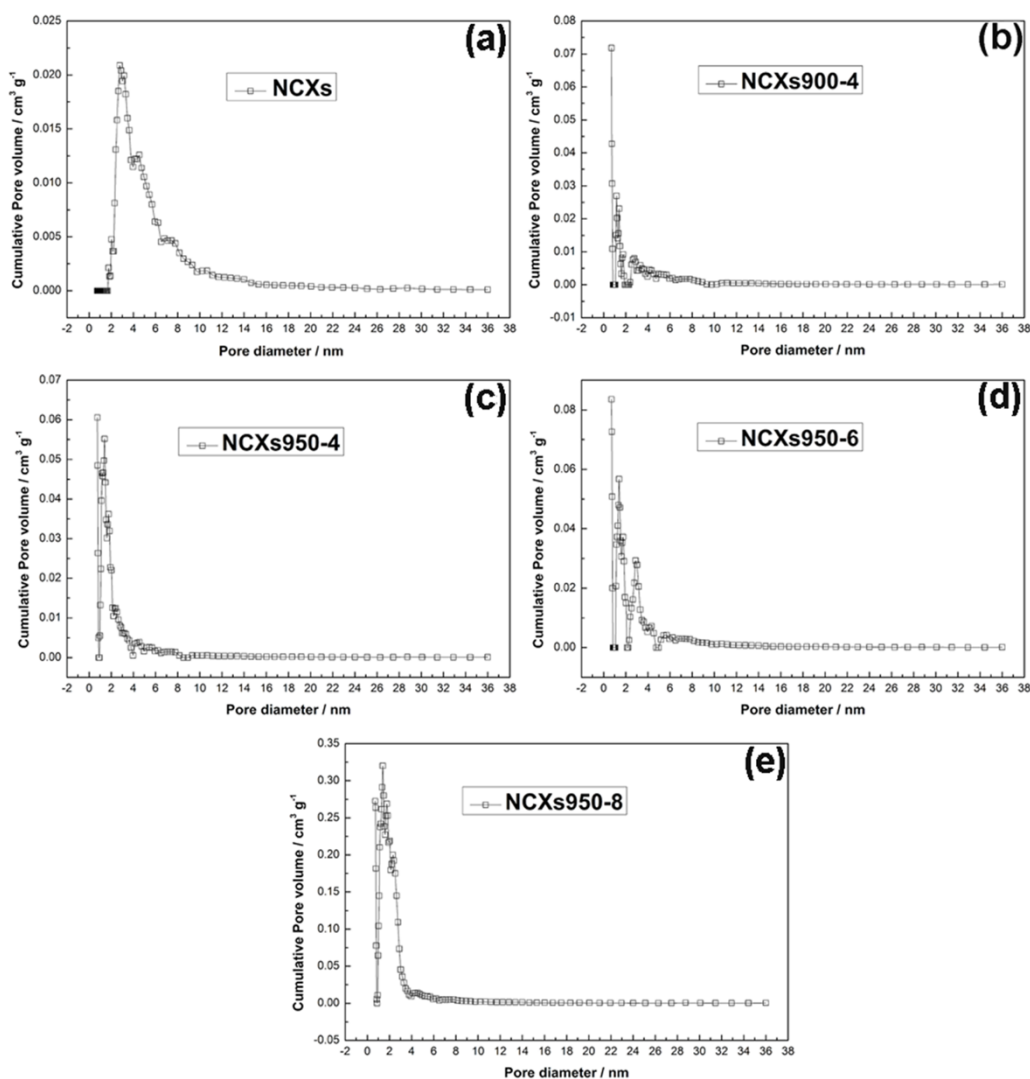 (a)
NCXs
Cumulative Pore volume / cm³ g⁻¹
0.025
0.020
0.015
0.010
0.005
0.000
-2 0 2 4 6 8 10 12 14 16 18 20 22 24 26 28 30 32 34 36 38
Pore diameter / nm
(b)
NCXs900-4
Cumulative Pore volume / cm³ g⁻¹
0.08
0.07
0.06
0.05
0.04
0.03
0.02
0.01
0.00
-0.01
-2 0 2 4 6 8 10 12 14 16 18 20 22 24 26 28 30 32 34 36 38
Pore diameter / nm
(c)
NCXs950-4
Cumulative Pore volume / cm³ g⁻¹
0.07
0.06
0.05
0.04
0.03
0.02
0.01
0.00
-2 0 2 4 6 8 10 12 14 16 18 20 22 24 26 28 30 32 34 36 38
Pore diameter / nm
(d)
NCXs950-6
Cumulative Pore volume / cm³ g⁻¹
0.08
0.06
0.04
0.02
0.00
-2 0 2 4 6 8 10 12 14 16 18 20 22 24 26 28 30 32 34 36 38
Pore diameter / nm
(e)
NCXs950-8
Cumulative Pore volume / cm³ g⁻¹
0.35
0.30
0.25
0.20
0.15
0.10
0.05
0.00
-0.05
-2 0 2 4 6 8 10 12 14 16 18 20 22 24 26 28 30 32 34 36 38
Pore diameter / nm